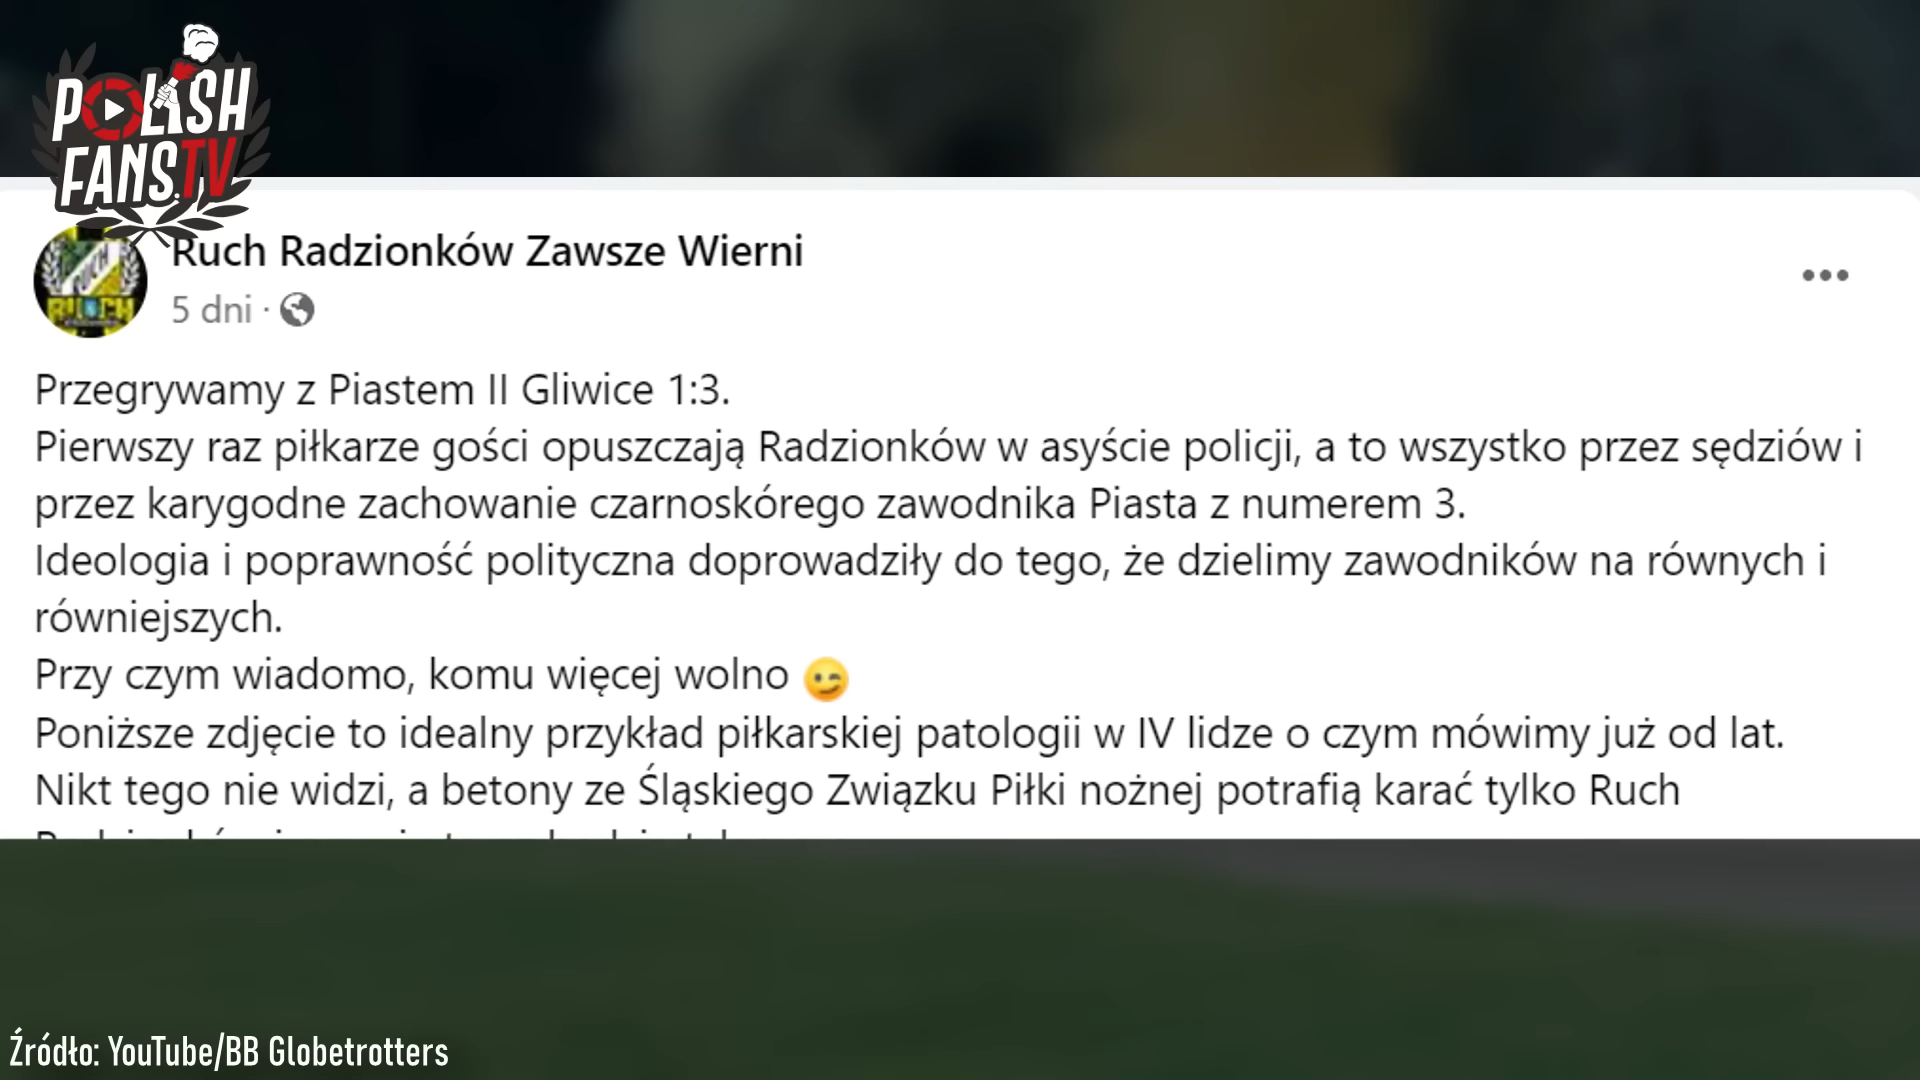 POLISH
FANS.TV
Ruch Radzionków Zawsze Wierni
5 dni ·
Przegrywamy z Piastem II Gliwice 1:3.
Pierwszy raz piłkarze gości opuszczają Radzionków w asyście policji, a to wszystko przez sędziów i
przez karygodne zachowanie czarnoskórego zawodnika Piasta z numerem 3.
Ideologia i poprawność polityczna doprowadziły do tego, że dzielimy zawodników na równych i
równiejszych.
Przy czym wiadomo, komu więcej wolno 😉
Poniższe zdjęcie to idealny przykład piłkarskiej patologii w IV lidze o czym mówimy już od lat.
Nikt tego nie widzi, a betony ze Śląskiego Związku Piłki nożnej potrafią karać tylko Ruch
Źródło: YouTube/BB Globetrotters